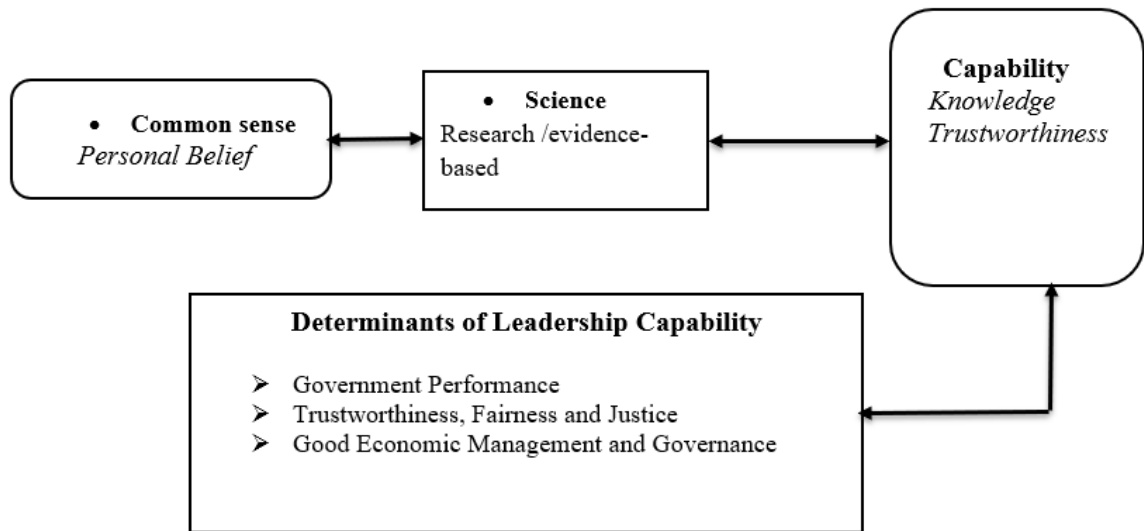 • Common sense
Personal Belief
• Science
Research /evidence-
based
Capability
Knowledge
Trustworthiness
Determinants of Leadership Capability
➤ Government Performance
➤ Trustworthiness, Fairness and Justice
➤ Good Economic Management and Governance